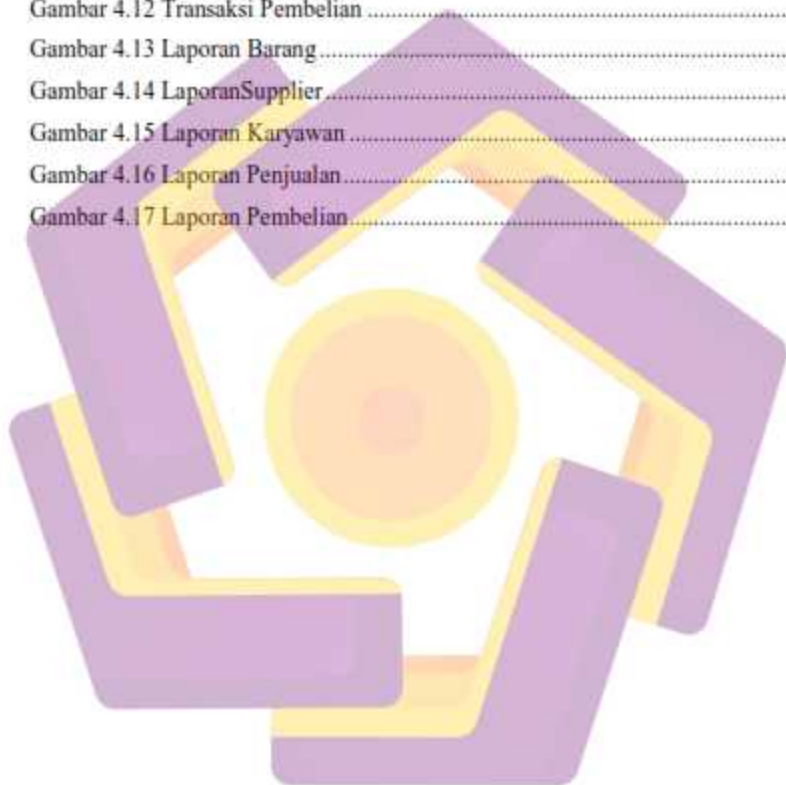 Gambar 4.12 Transaksi Pembelian ..........................................................................
Gambar 4.13 Laporan Barang..................................................................................
Gambar 4.14 LaporanSupplier................................................................................
Gambar 4.15 Laporan Karyawan............................................................................
Gambar 4.16 Laporan Penjualan.............................................................................
Gambar 4.17 Laporan Pembelian............................................................................